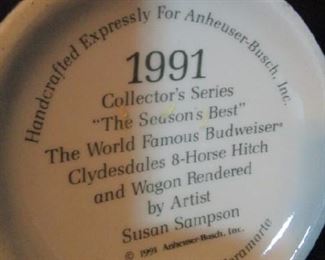 Handcrafted Expressly For Anheuser-Busch, Inc.
1991
Collector's Series
"The Season's Best"
The World Famous Budweiser®
Clydesdales 8-Horse Hitch
and Wagon Rendered
by Artist
Susan Sampson
© 1991 Anheuser-Busch, Inc.